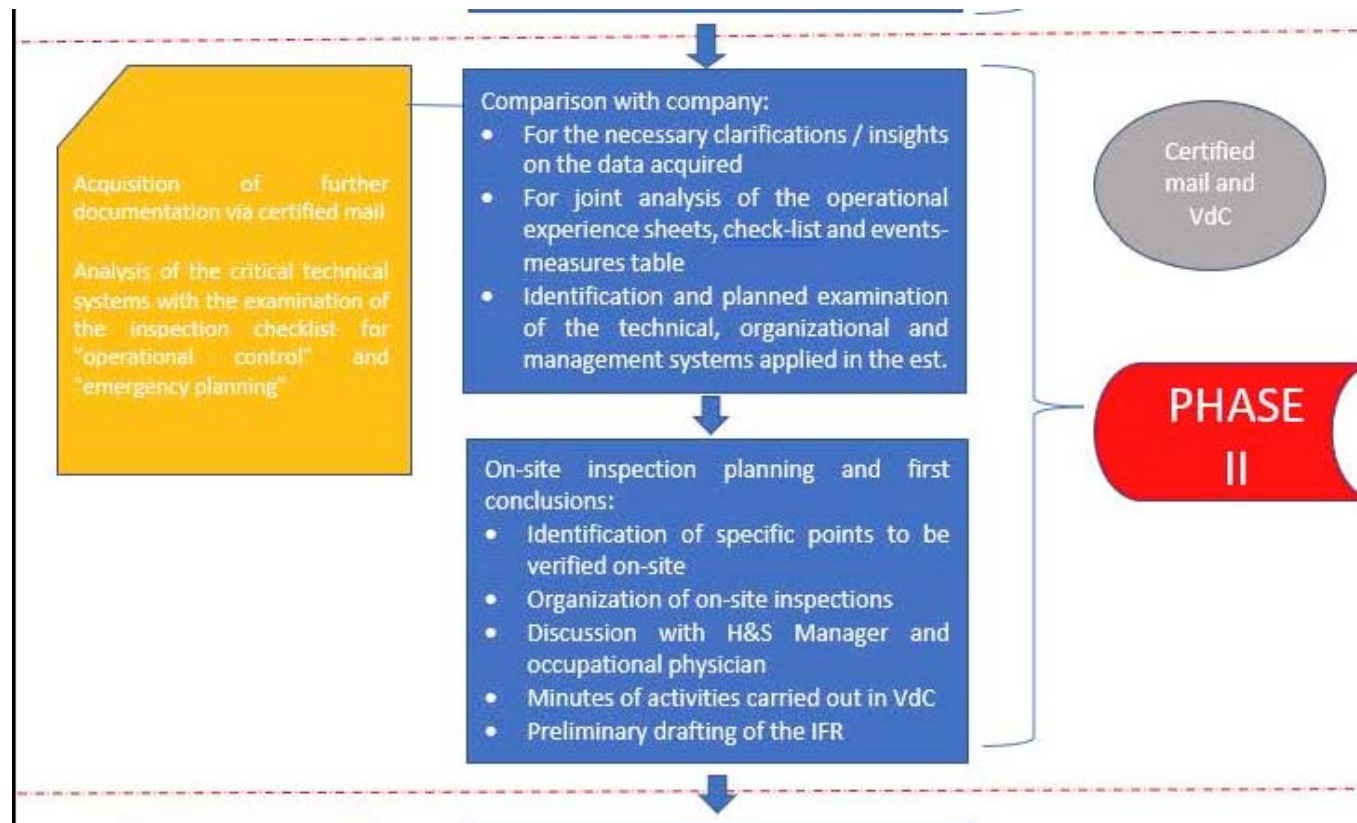 Acquisition of further
documentation via certified mail
Analysis of the critical technical
systems with the examination of
the inspection checklist for
"operational control" and
"emergency planning"
Comparison with company:
• For the necessary clarifications / insights
on the data acquired
• For joint analysis of the operational
experience sheets, check-list and events-
measures table
• Identification and planned examination
of the technical, organizational and
management systems applied in the est.
On-site inspection planning and first
conclusions:
• Identification of specific points to be
verified on-site
• Organization of on-site inspections
• Discussion with H&S Manager and
occupational physician
• Minutes of activities carried out in VdC
• Preliminary drafting of the IFR
Certified
mail and
VdC
PHASE
II